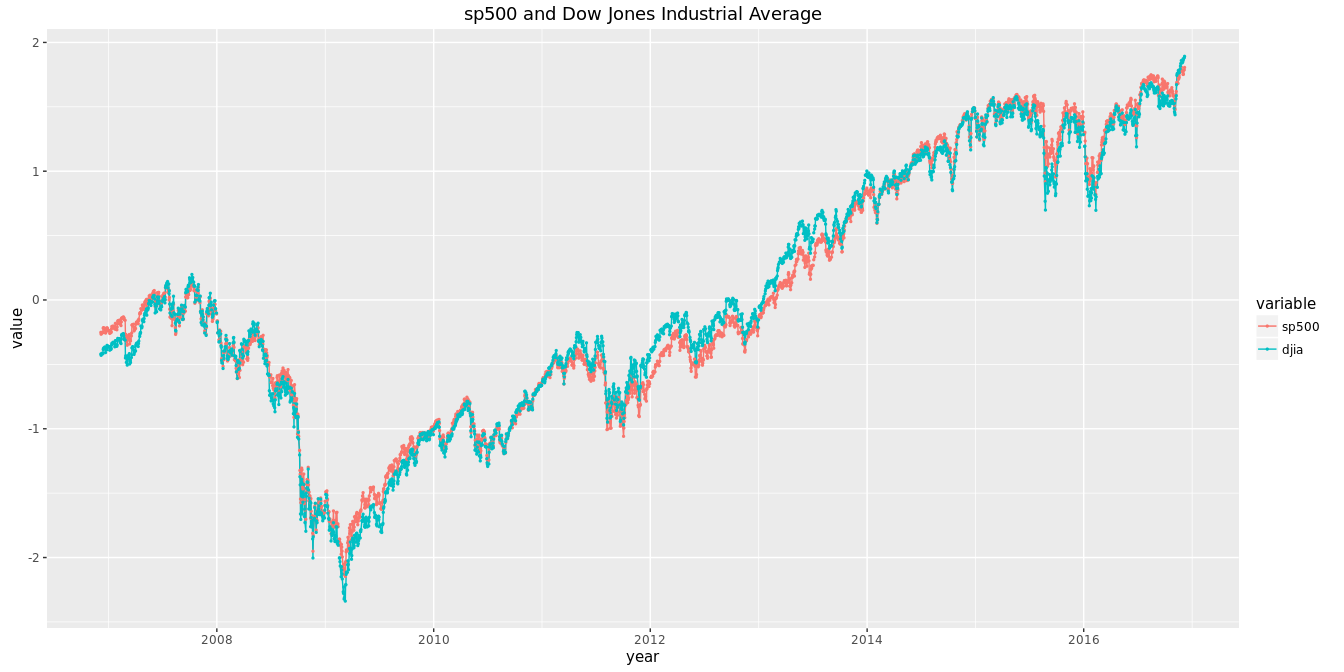 sp500 and Dow Jones Industrial Average
2
1
0
-1
-2
value
2008
2010
2012
2014
2016
year
variable
sp500
djia